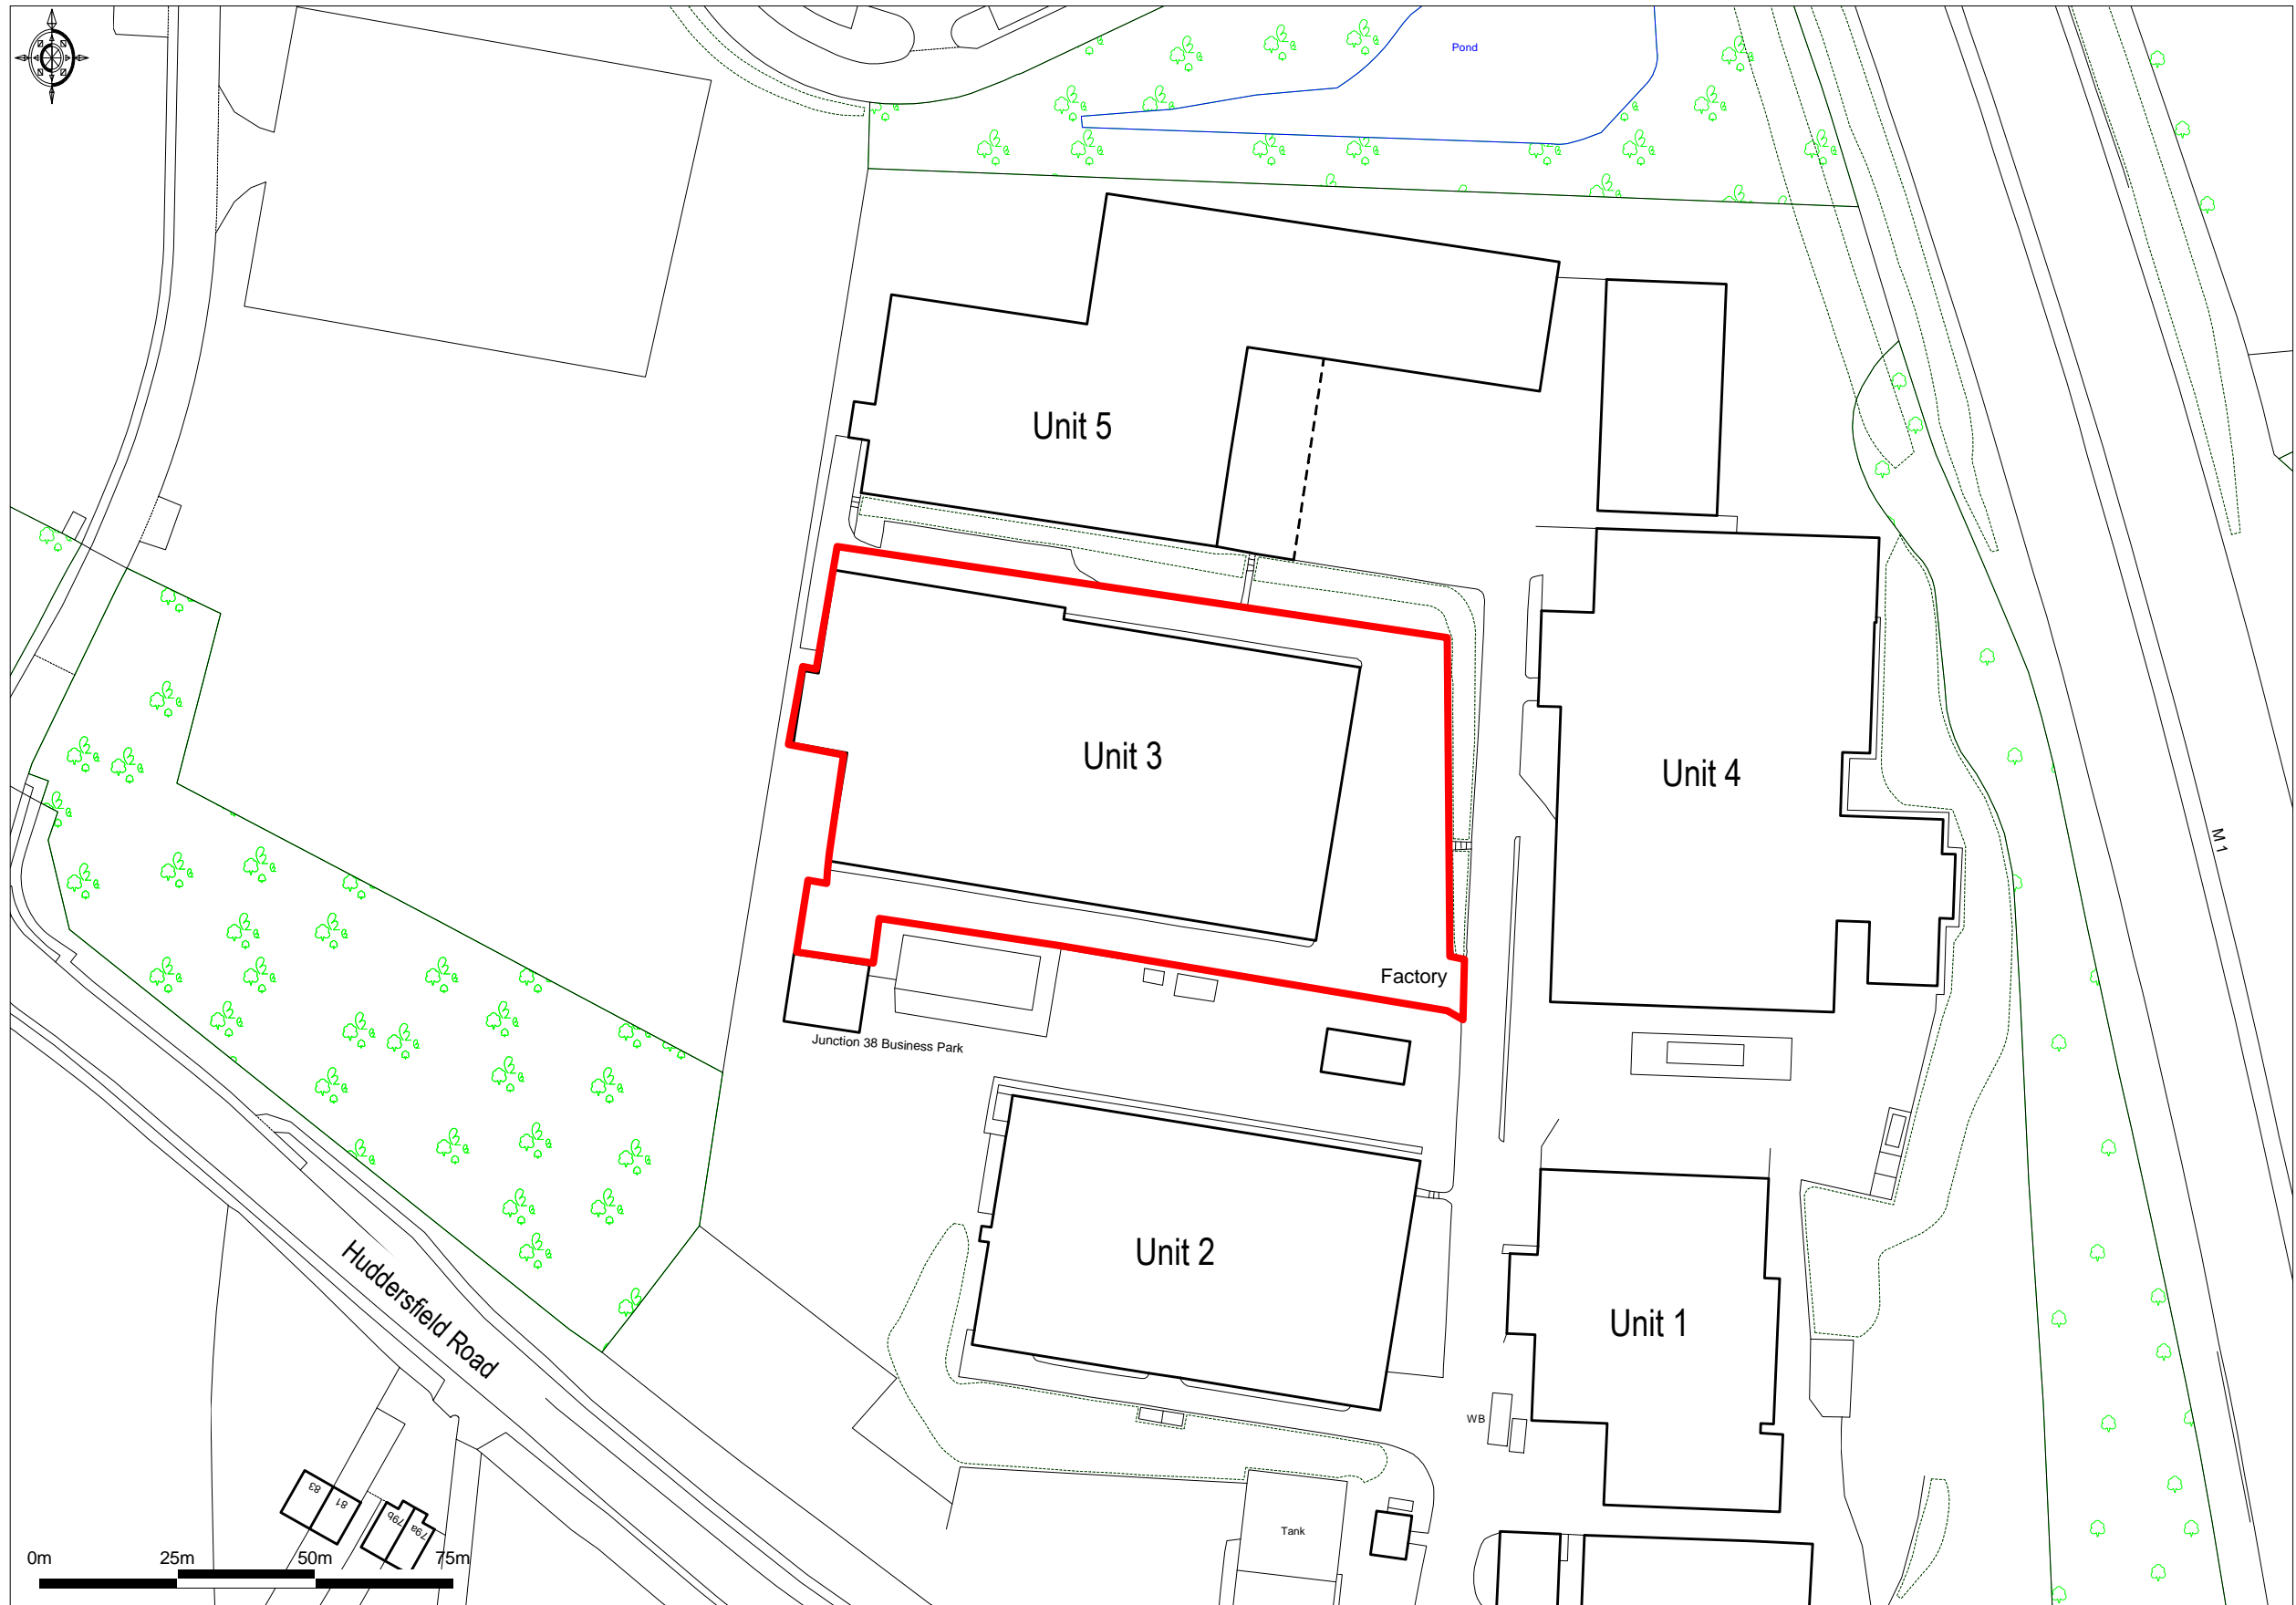 Pond
Unit 5
Unit 3
Unit 4
M 1
Factory
Junction 38 Business Park
Unit 2
Huddersfield Road
Unit 1
WB
83
81
79b
79a
Tank
0m 25m 50m 75m